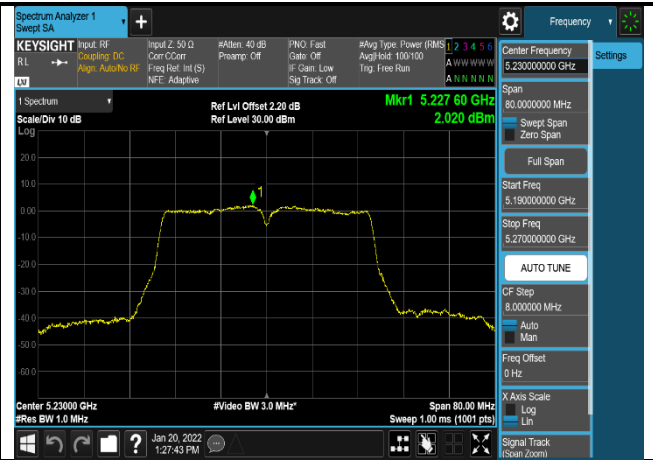 Spectrum Analyzer 1
Swept SA
Frequency
KEYSIGHT
Input: RF
Input Z: 50 Ω
#Atten: 40 dB
PNO: Fast
#Avg Type: Power (RMS
1 2 3 4 5 6
RL
Coupling: DC
Corr CCorr
Preamp: Off
Gate: Off
Avg|Hold: 100/100
A W W W W W
Align: Auto/No RF
Freq Ref: Int (S)
IF Gain: Low
Trig: Free Run
NFE: Adaptive
Sig Track: Off
A N N N N N
LXI
1 Spectrum
Ref Lvl Offset 2.20 dB
Mkr1 5.227 60 GHz
Scale/Div 10 dB
Ref Level 30.00 dBm
2.020 dBm
Log
20.0
10.0
1
0.00
-10.0
-20.0
-30.0
-40.0
-50.0
-60.0
Center 5.23000 GHz
#Video BW 3.0 MHz*
Span 80.00 MHz
#Res BW 1.0 MHz
Sweep 1.00 ms (1001 pts)
?
Jan 20, 2022
1:27:43 PM
Center Frequency
5.230000000 GHz
Settings
Span
80.0000000 MHz
Swept Span
Zero Span
Full Span
Start Freq
5.190000000 GHz
Stop Freq
5.270000000 GHz
AUTO TUNE
CF Step
8.000000 MHz
Auto
Man
Freq Offset
0 Hz
X Axis Scale
Log
Lin
Signal Track
(Span Zoom)